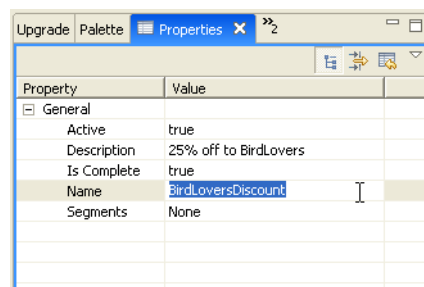 Upgrade Palette Properties »2
Property Value
General
Active true
Description 25% off to BirdLovers
Is Complete true
Name BirdLoversDiscount
Segments None